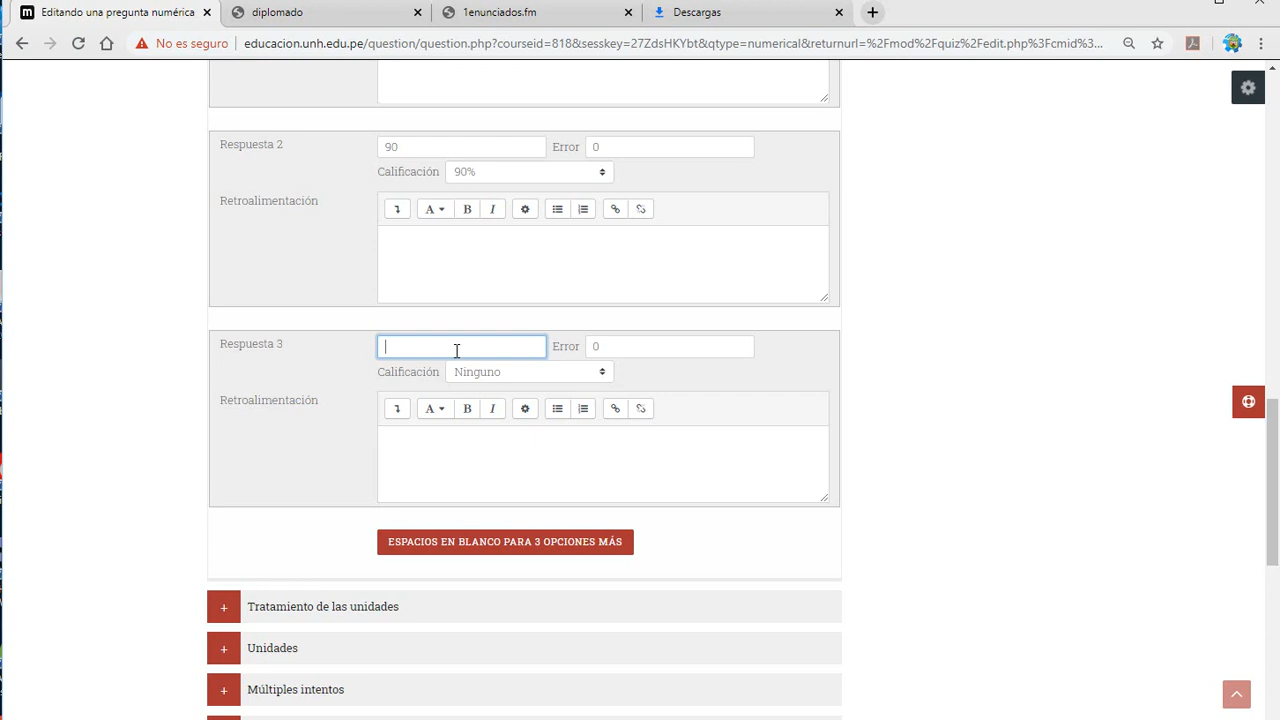 Editando una pregunta numérica
diplomado
1enunciados.fm
Descargas
No es seguro
educacion.unh.edu.pe/question/question.php?courseid=818&sesskey=27ZdsHKYbt&qtype=numerical&returnurl=%2Fmod%2Fquiz%2Fedit.php%3Fcmid%...
Respuesta 2
90
Error
0
Calificación
90%
Retroalimentación
A
B
I
Respuesta 3
Error
0
Calificación
Ninguno
Retroalimentación
A
B
I
ESPACIOS EN BLANCO PARA 3 OPCIONES MÁS
+ Tratamiento de las unidades
+ Unidades
+ Múltiples intentos